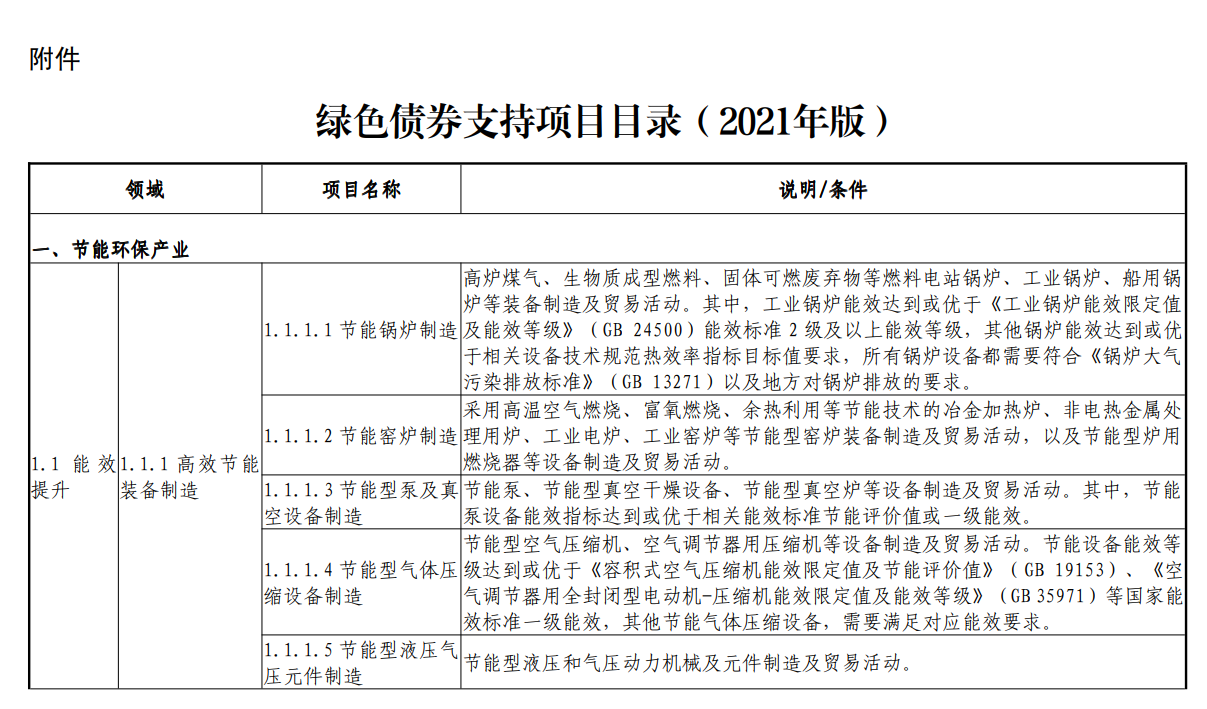 附件
绿色债券支持项目目录（2021年版）
领域 项目名称 说明/条件
一、节能环保产业
1.1 能效
提升
1.1.1 高效节能
装备制造
1.1.1.1 节能锅炉制造
高炉煤气、生物质成型燃料、固体可燃废弃物等燃料电站锅炉、工业锅炉、船用锅
炉等装备制造及贸易活动。其中，工业锅炉能效达到或优于《工业锅炉能效限定值
及能效等级》（GB 24500）能效标准 2 级及以上能效等级，其他锅炉能效达到或优
于相关设备技术规范热效率指标目标值要求，所有锅炉设备都需要符合《锅炉大气
污染排放标准》（GB 13271）以及地方对锅炉排放的要求。
1.1.1.2 节能窑炉制造
采用高温空气燃烧、富氧燃烧、余热利用等节能技术的冶金加热炉、非电热金属处
理用炉、工业电炉、工业窑炉等节能型窑炉装备制造及贸易活动，以及节能型炉用
燃烧器等设备制造及贸易活动。
1.1.1.3 节能型泵及真
空设备制造
节能泵、节能型真空干燥设备、节能型真空炉等设备制造及贸易活动。其中，节能
泵设备能效指标达到或优于相关能效标准节能评价值或一级能效。
1.1.1.4 节能型气体压
缩设备制造
节能型空气压缩机、空气调节器用压缩机等设备制造及贸易活动。节能设备能效等
级达到或优于《容积式空气压缩机能效限定值及节能评价值》（GB 19153）、《空
气调节器用全封闭型电动机-压缩机能效限定值及能效等级》（GB 35971）等国家能
效标准一级能效，其他节能气体压缩设备，需要满足对应能效要求。
1.1.1.5 节能型液压气
压元件制造
节能型液压和气压动力机械及元件制造及贸易活动。